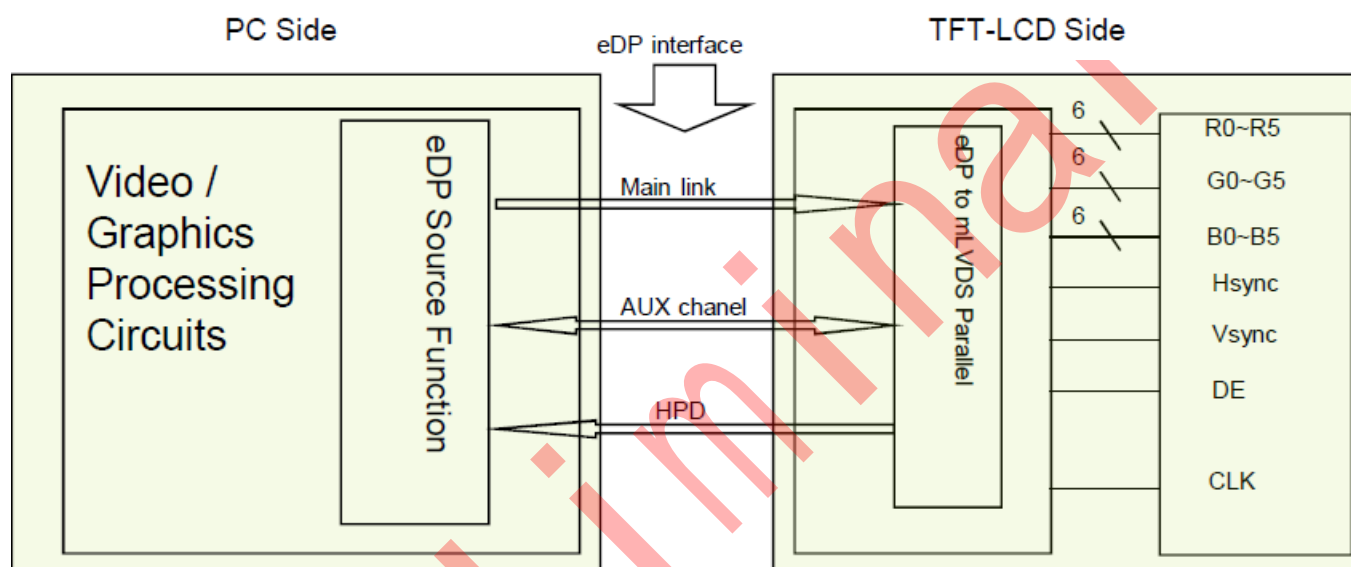 PC Side
eDP interface
TFT-LCD Side
Video /
Graphics
Processing
Circuits
eDP Source Function
Main link
AUX chanel
HPD
eDP to mLVDS Parallel
6
R0~R5
6
G0~G5
6
B0~B5
Hsync
Vsync
DE
CLK
iminar